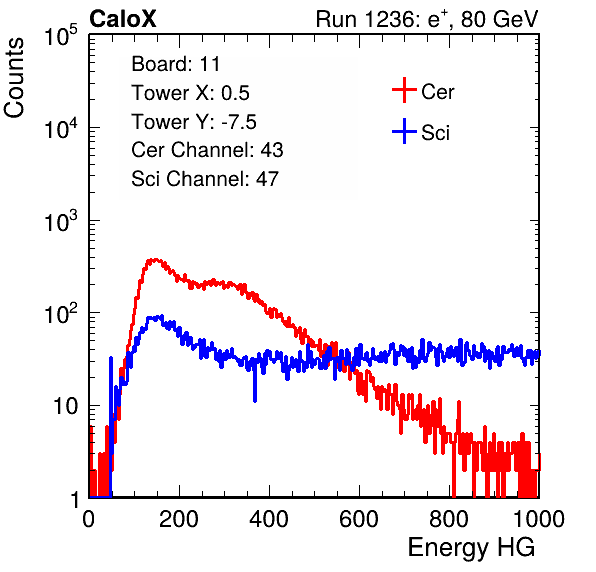 CaloX Run 1236: e⁺, 80 GeV
Counts
Board: 11
Tower X: 0.5
Tower Y: -7.5
Cer Channel: 43
Sci Channel: 47
Cer
Sci
10⁵
10⁴
10³
10²
10
1
0 200 400 600 800 1000
Energy HG